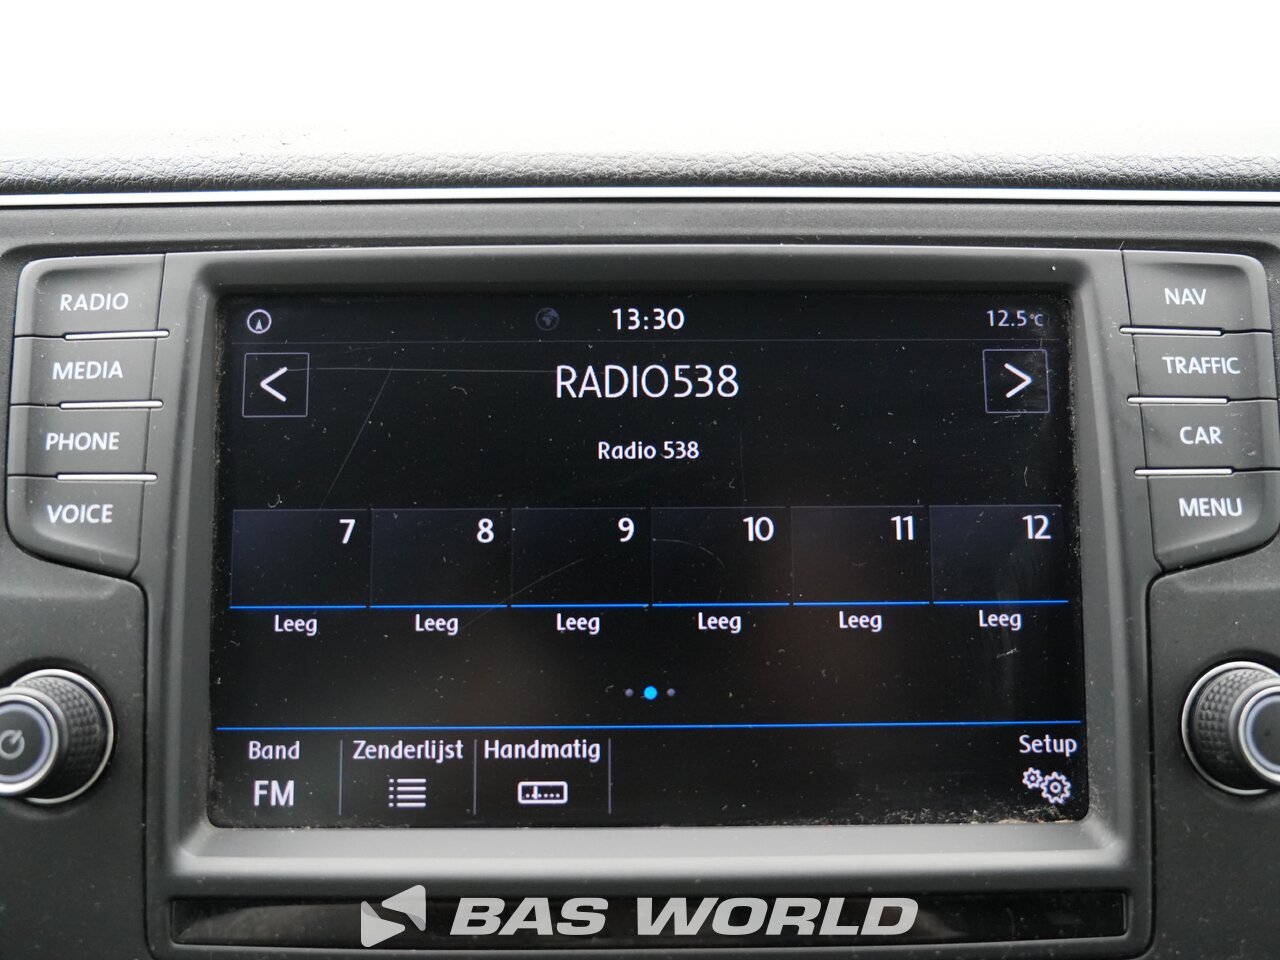 RADIO
MEDIA
PHONE
VOICE
13:30
12.5°C
<
RADIO538
>
Radio 538
7
8
9
10
11
12
Leeg
Leeg
Leeg
Leeg
Leeg
Leeg
Band
FM
Zenderlijst
Handmatig
Setup
NAV
TRAFFIC
CAR
MENU
BAS WORLD